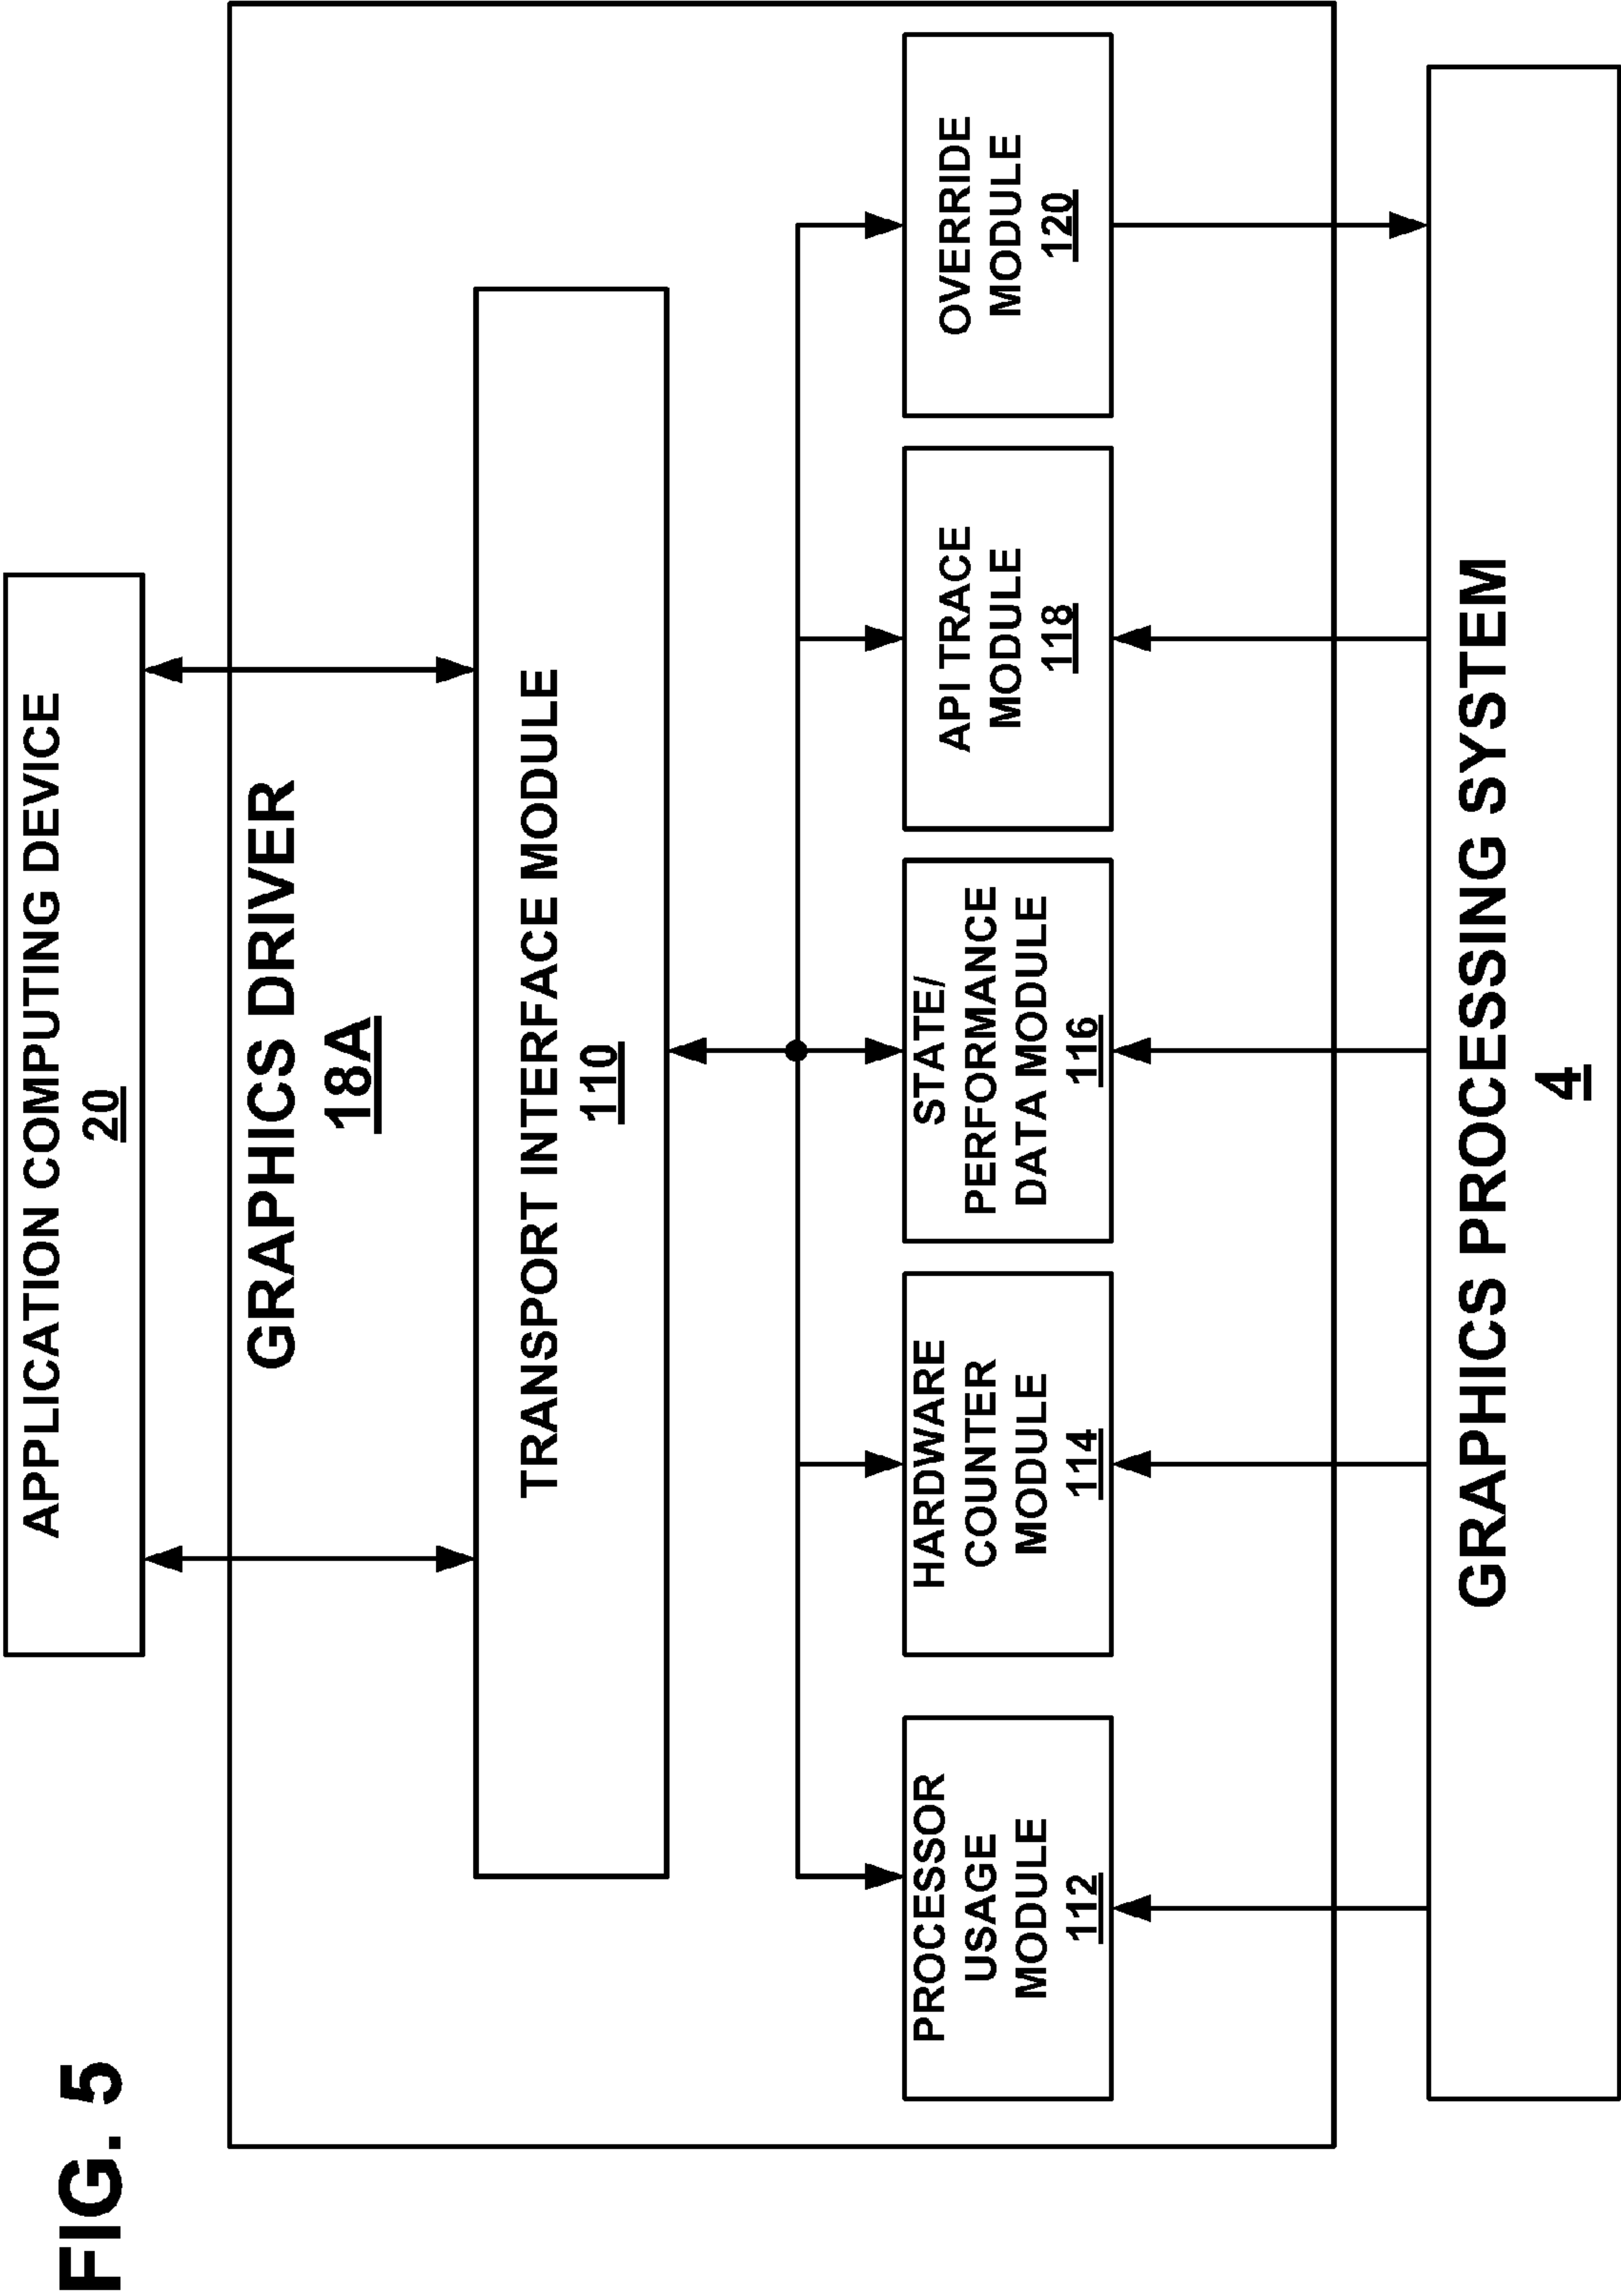 FIG. 5
APPLICATION COMPUTING DEVICE
20
GRAPHICS DRIVER
18A
TRANSPORT INTERFACE MODULE
110
PROCESSOR
USAGE
MODULE
112
HARDWARE
COUNTER
MODULE
114
STATE/
PERFORMANCE
DATA MODULE
116
API TRACE
MODULE
118
OVERRIDE
MODULE
120
GRAPHICS PROCESSING SYSTEM
4